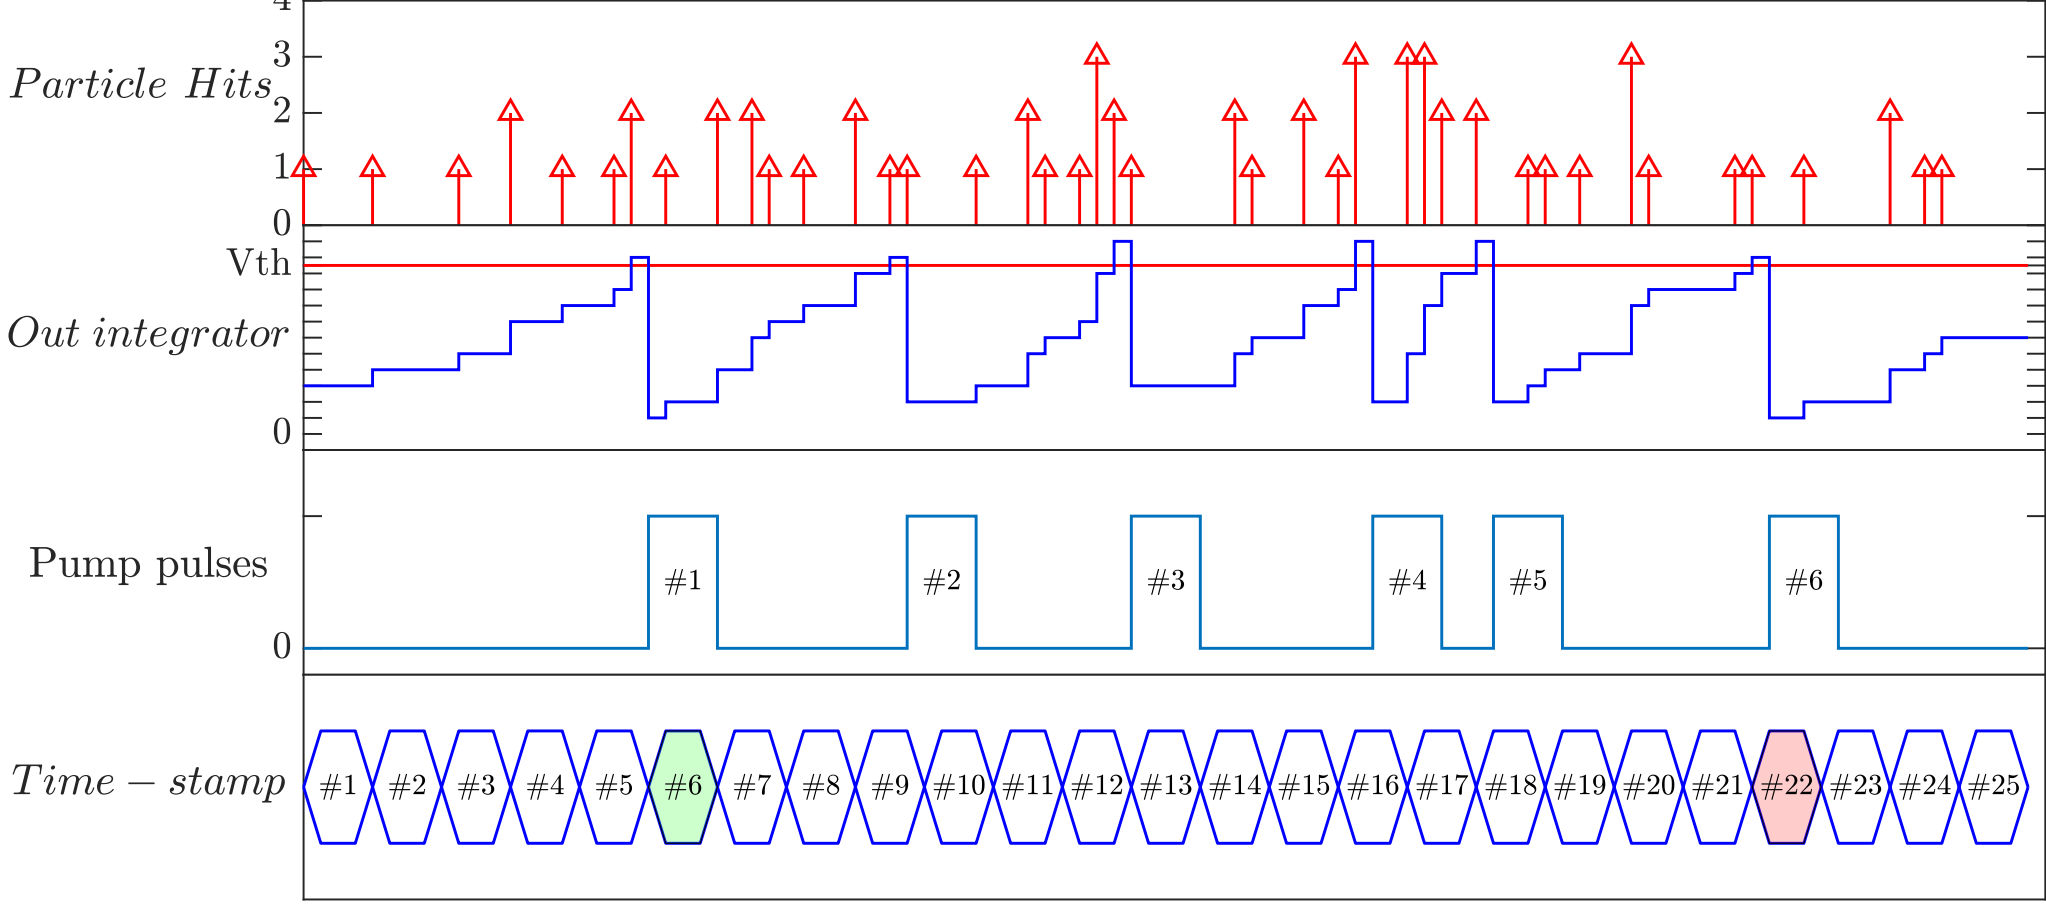 4
3
Particle Hits
2
1
0
Vth
Out integrator
0
#1 #2 #3 #4 #5 #6
Pump pulses
0
Time − stamp
#1 #2 #3 #4 #5 #6 #7 #8 #9 #10 #11 #12 #13 #14 #15 #16 #17 #18 #19 #20 #21 #22 #23 #24 #25